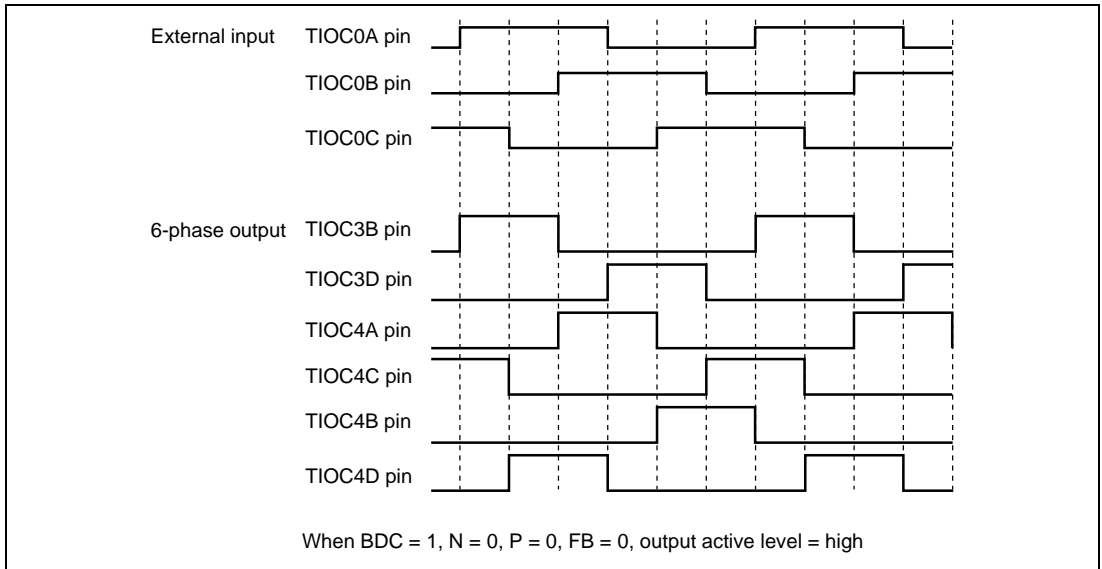 External input TIOC0A pin
TIOC0B pin
TIOC0C pin
6-phase output TIOC3B pin
TIOC3D pin
TIOC4A pin
TIOC4C pin
TIOC4B pin
TIOC4D pin
When BDC = 1, N = 0, P = 0, FB = 0, output active level = high